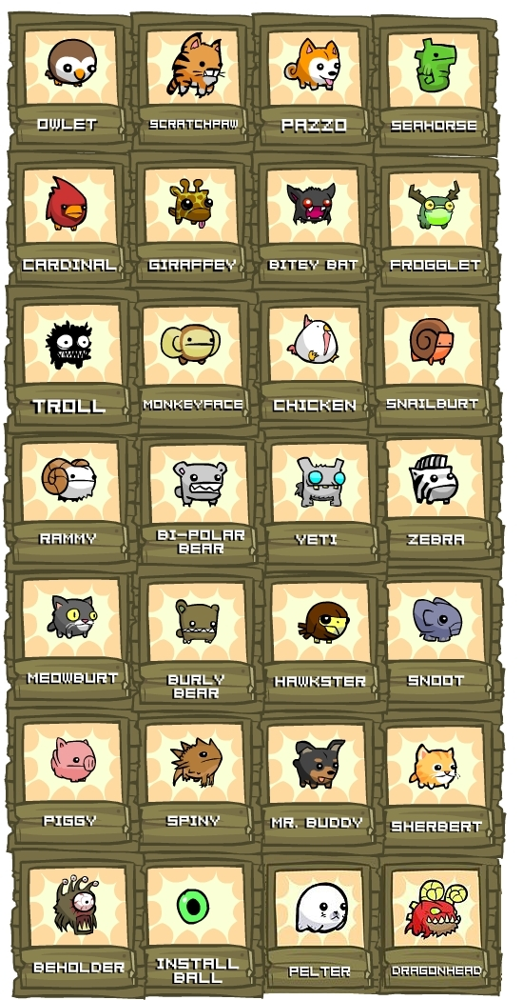 OWLET
SCRATCHPAW
PAZZO
SEAHORSE
CARDINAL
GIRAFFEY
BITEY BAT
FROGGLET
TROLL
MONKEYFACE
CHICKEN
SNAILBURT
RAMMY
BI-POLAR
BEAR
YETI
ZEBRA
MEOWBURT
BURLY
BEAR
HAWKSTER
SNOOT
PIGGY
SPINY
MR. BUDDY
SHERBERT
BEHOLDER
INSTALL
BALL
PELTER
DRAGONHEAD